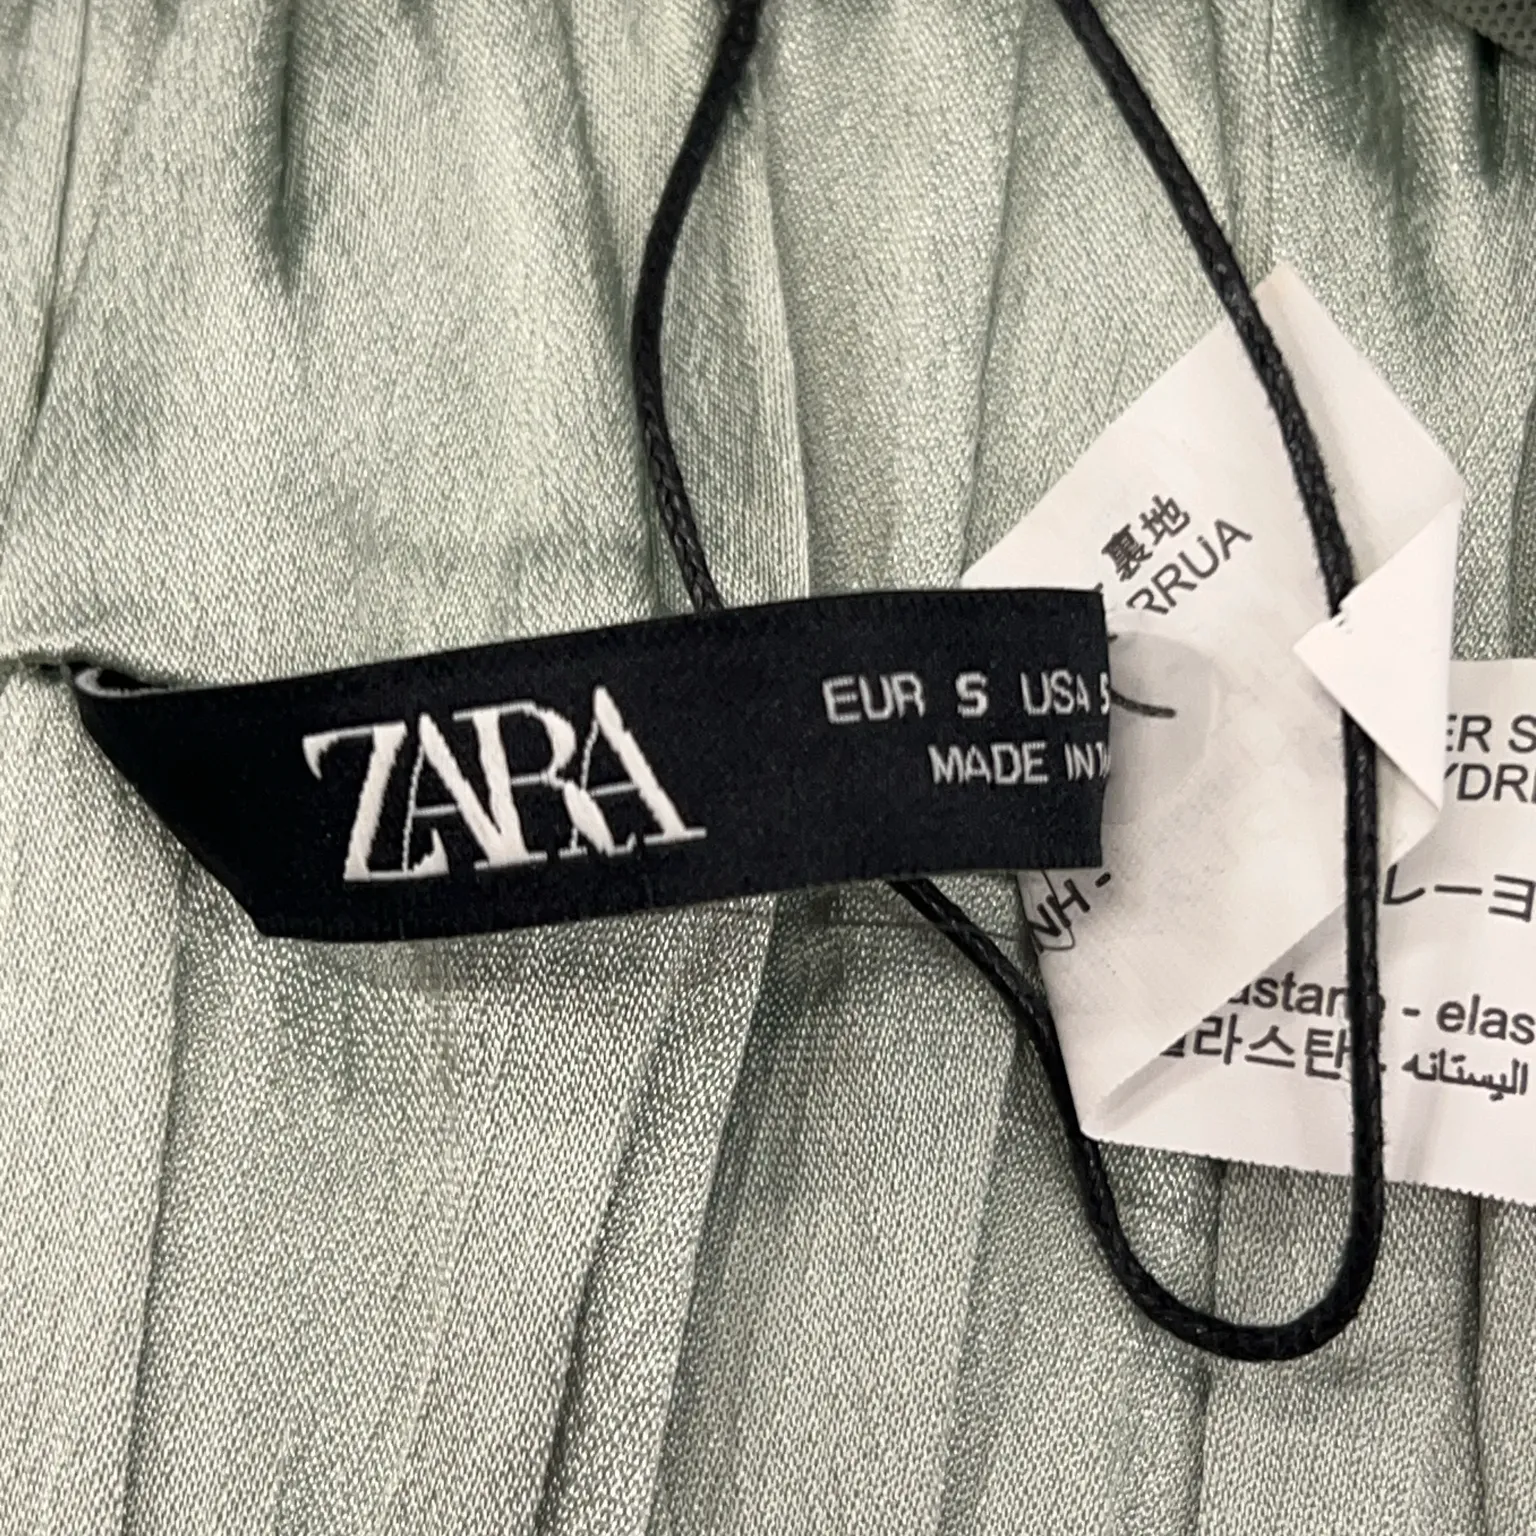 ZARA
EUR S USA S
MADE IN
裏地
RRUA
NH -
ER S
YDR
レーヨ
astane - elas
라스탄 - اليستانه